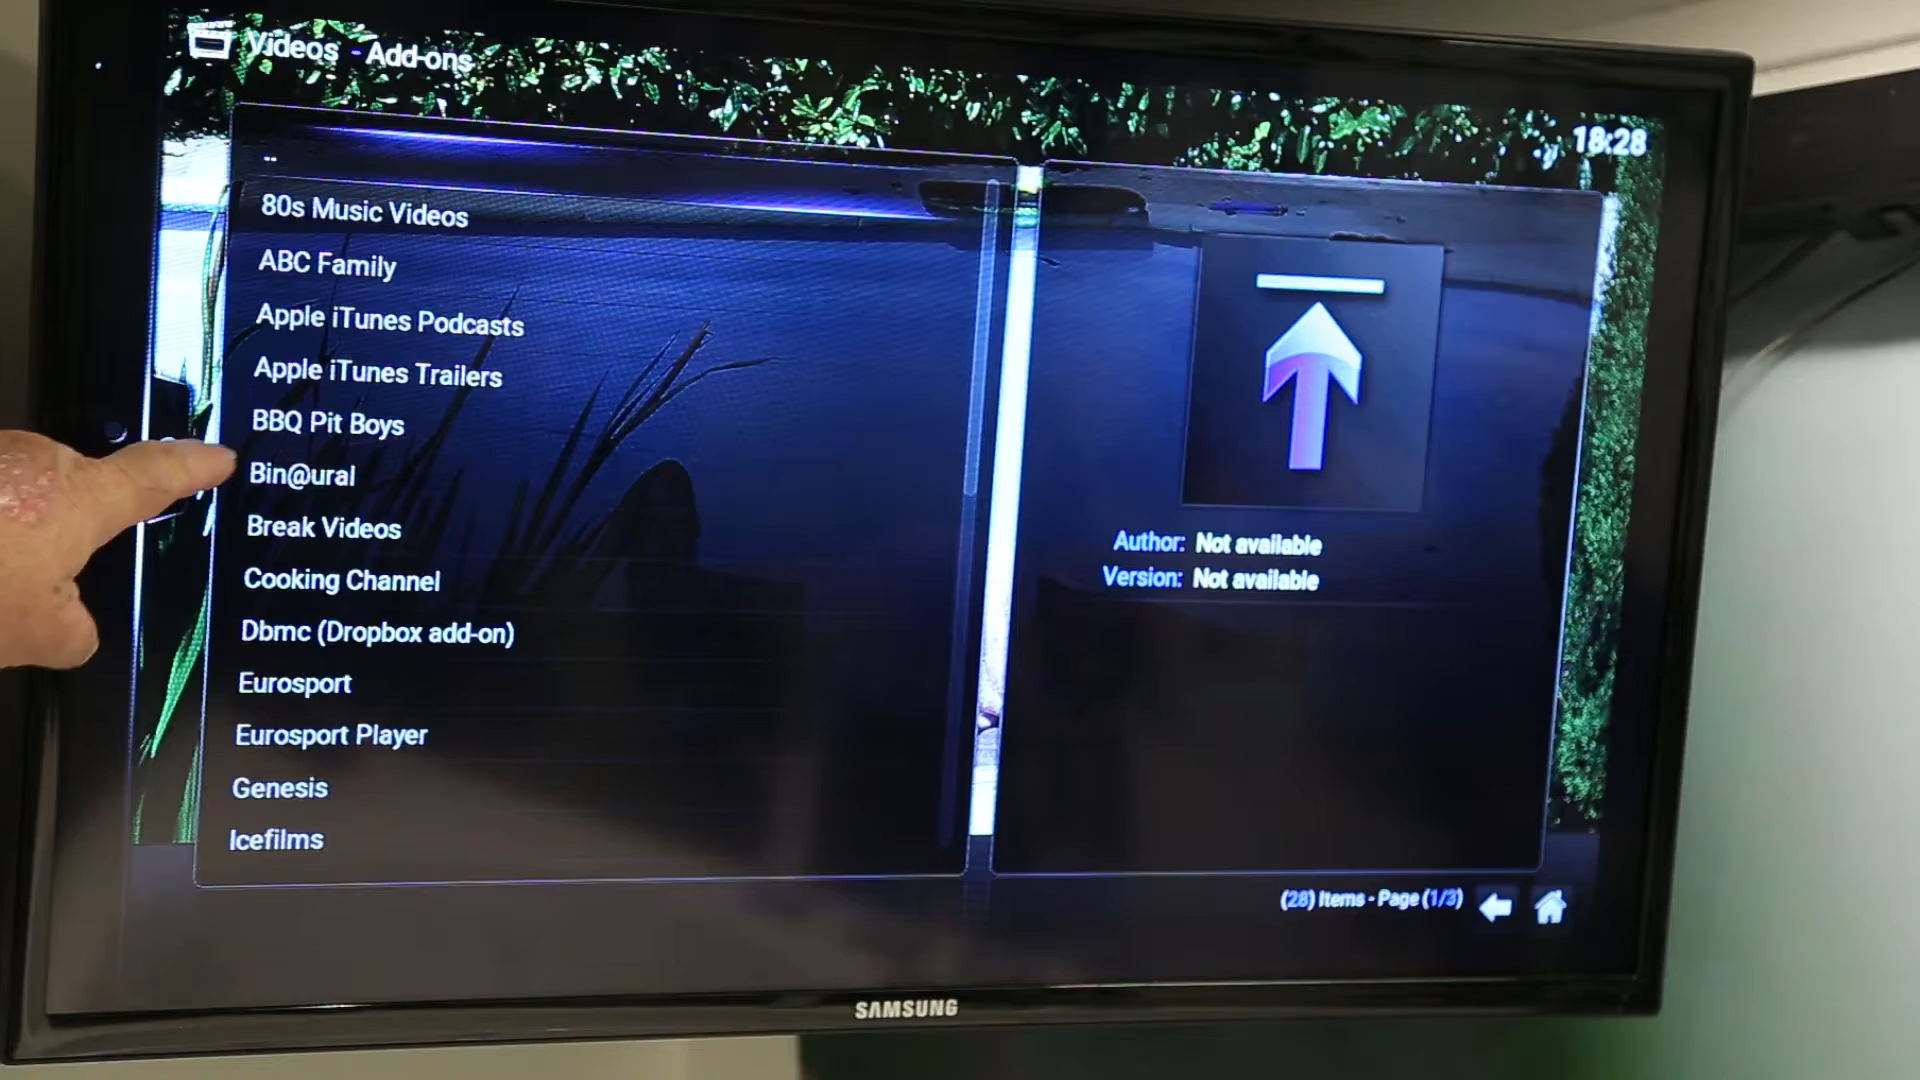 Videos - Add-ons
18:28
..
80s Music Videos
ABC Family
Apple iTunes Podcasts
Apple iTunes Trailers
BBQ Pit Boys
Bin@ural
Break Videos
Cooking Channel
Dbmc (Dropbox add-on)
Eurosport
Eurosport Player
Genesis
Icefilms
Author: Not available
Version: Not available
(28) Items - Page (1/3)
SAMSUNG